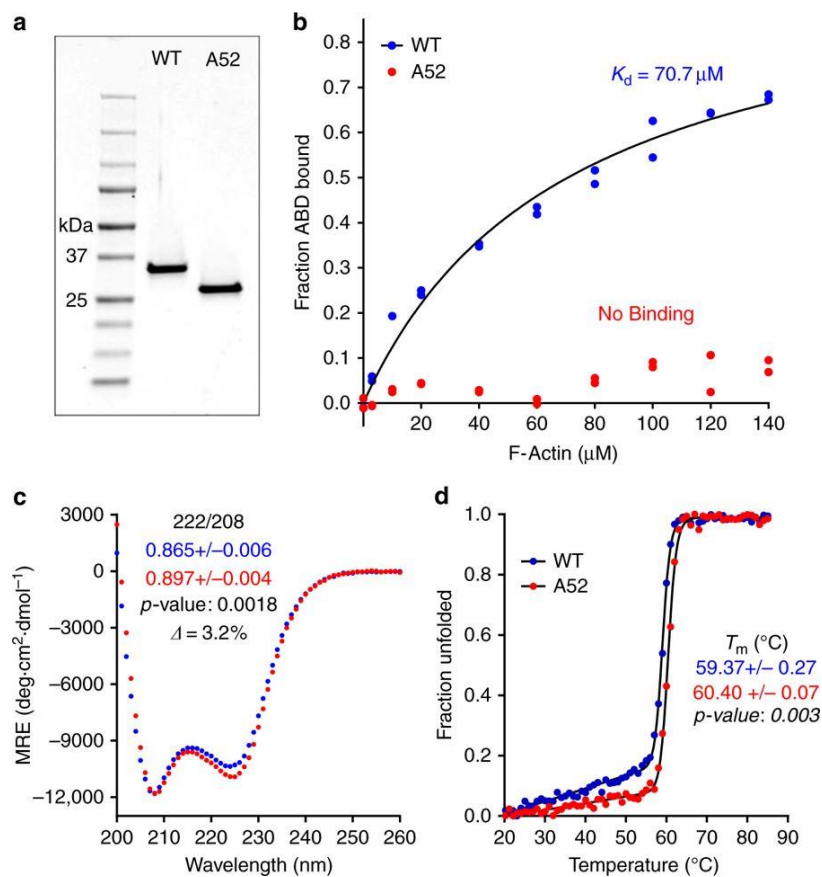 a
WT A52
kDa
37
25
b
WT
A52
Kd = 70.7 μM
No Binding
Fraction ABD bound
0.8
0.7
0.6
0.5
0.4
0.3
0.2
0.1
0.0
20 40 60 80 100 120 140
F-Actin (μM)
c
222/208
0.865+/−0.006
0.897+/−0.004
p-value: 0.0018
Δ = 3.2%
MRE (deg·cm²·dmol⁻¹)
3000
0
−3000
−6000
−9000
−12,000
200 210 220 230 240 250 260
Wavelength (nm)
d
WT
A52
Tm (°C)
59.37+/− 0.27
60.40 +/− 0.07
p-value: 0.003
Fraction unfolded
1.0
0.8
0.6
0.4
0.2
0.0
20 30 40 50 60 70 80 90
Temperature (°C)